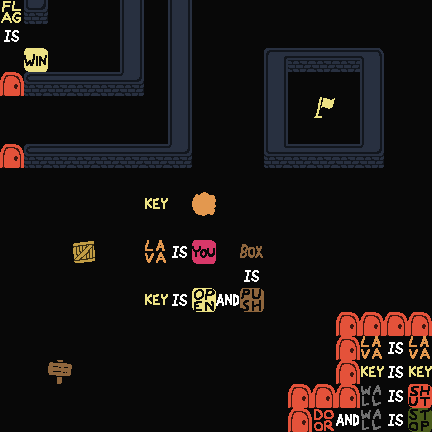 FLAG
IS
WIN
KEY
LAVA IS YOU BOX
IS
KEY IS OPEN AND PUSH
LAVA IS LAVA
KEY IS KEY
WALL IS SHUT
DOOR AND WALL IS STOP